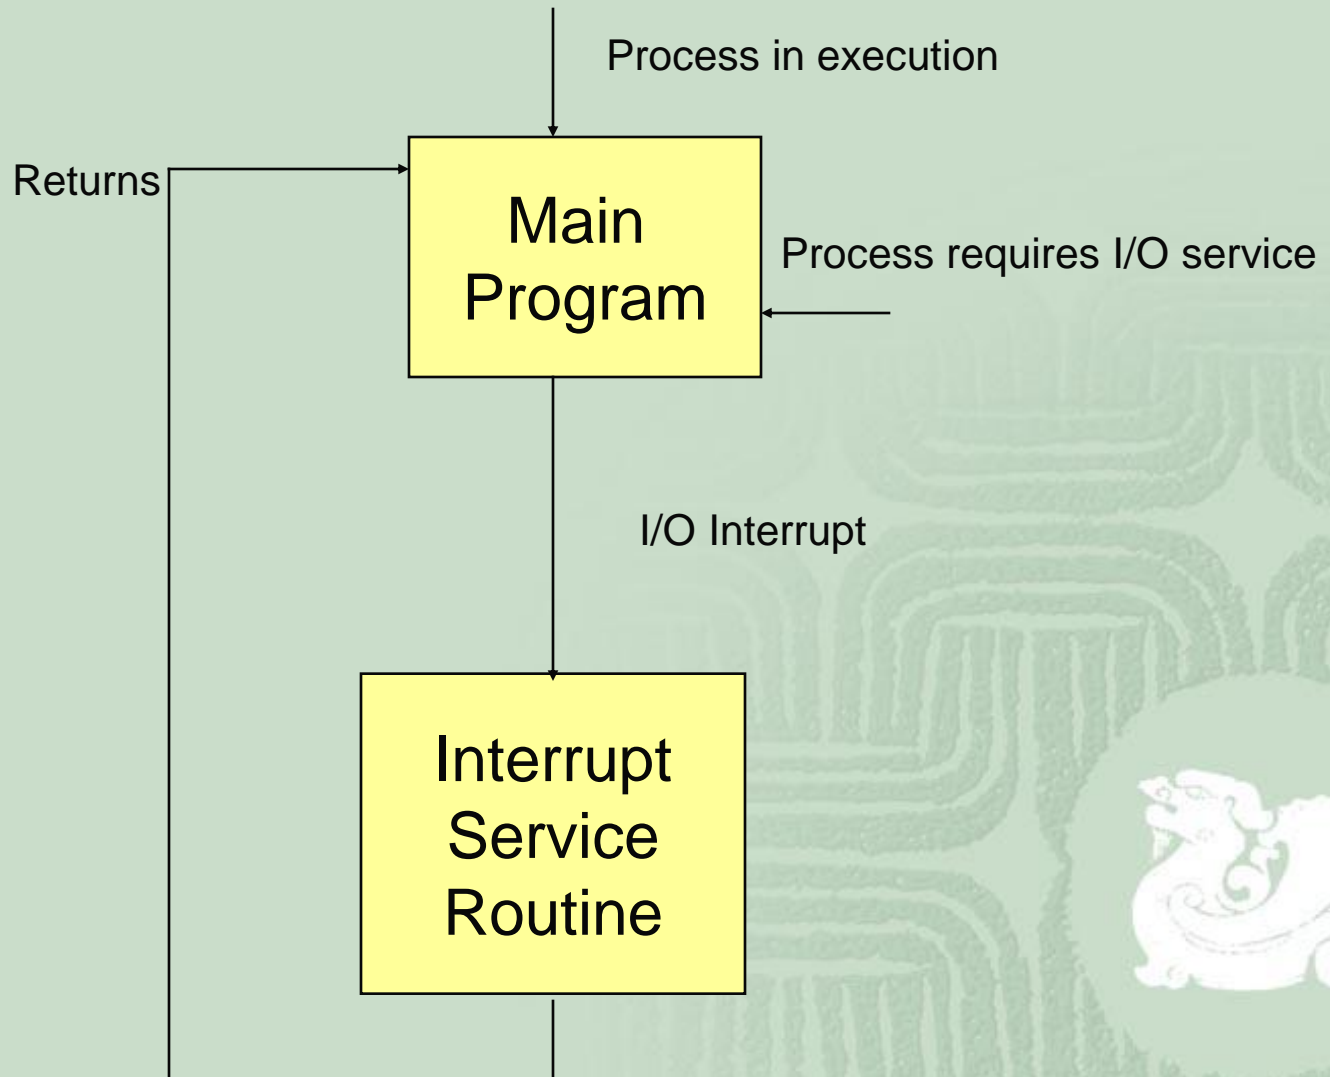 Process in execution
Returns
Main
Program
Process requires I/O service
I/O Interrupt
Interrupt
Service
Routine